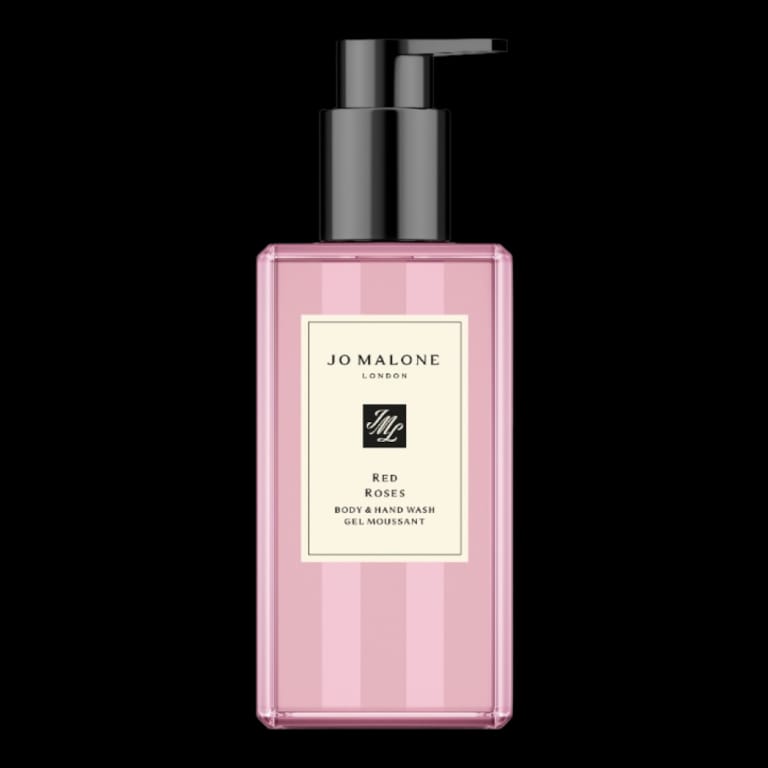 JO MALONE
LONDON
JML
RED
ROSES
BODY & HAND WASH
GEL MOUSSANT